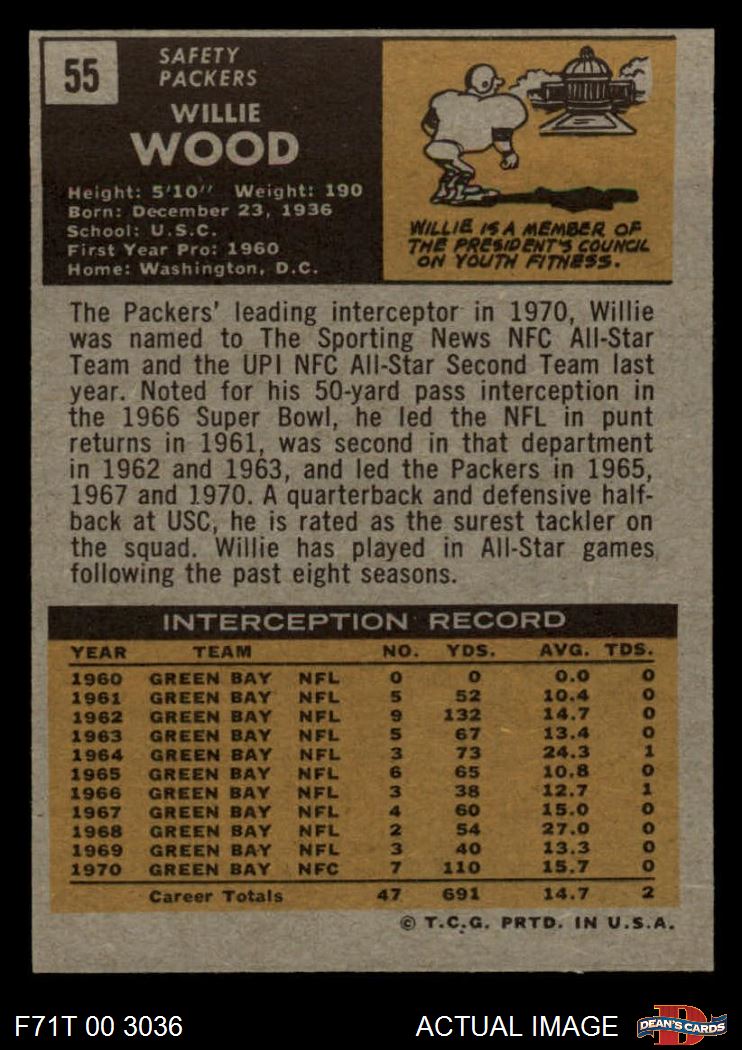 55
SAFETY
PACKERS
WILLIE
WOOD
Height: 5'10" Weight: 190
Born: December 23, 1936
School: U.S.C.
First Year Pro: 1960
Home: Washington, D.C.
WILLIE IS A MEMBER OF
THE PRESIDENT'S COUNCIL
ON YOUTH FITNESS.
The Packers' leading interceptor in 1970, Willie
was named to The Sporting News NFC All-Star
Team and the UPI NFC All-Star Second Team last
year. Noted for his 50-yard pass interception in
the 1966 Super Bowl, he led the NFL in punt
returns in 1961, was second in that department
in 1962 and 1963, and led the Packers in 1965,
1967 and 1970. A quarterback and defensive half-
back at USC, he is rated as the surest tackler on
the squad. Willie has played in All-Star games
following the past eight seasons.
INTERCEPTION RECORD
YEAR TEAM NO. YDS. AVG. TDS.
1960 GREEN BAY NFL 0 0 0.0 0
1961 GREEN BAY NFL 5 52 10.4 0
1962 GREEN BAY NFL 9 132 14.7 0
1963 GREEN BAY NFL 5 67 13.4 0
1964 GREEN BAY NFL 3 73 24.3 1
1965 GREEN BAY NFL 6 65 10.8 0
1966 GREEN BAY NFL 3 38 12.7 1
1967 GREEN BAY NFL 4 60 15.0 0
1968 GREEN BAY NFL 2 54 27.0 0
1969 GREEN BAY NFL 3 40 13.3 0
1970 GREEN BAY NFC 7 110 15.7 0
Career Totals 47 691 14.7 2
© T.C.G. PRTD. IN U.S.A.
F71T 00 3036 ACTUAL IMAGE
DEAN'S CARDS